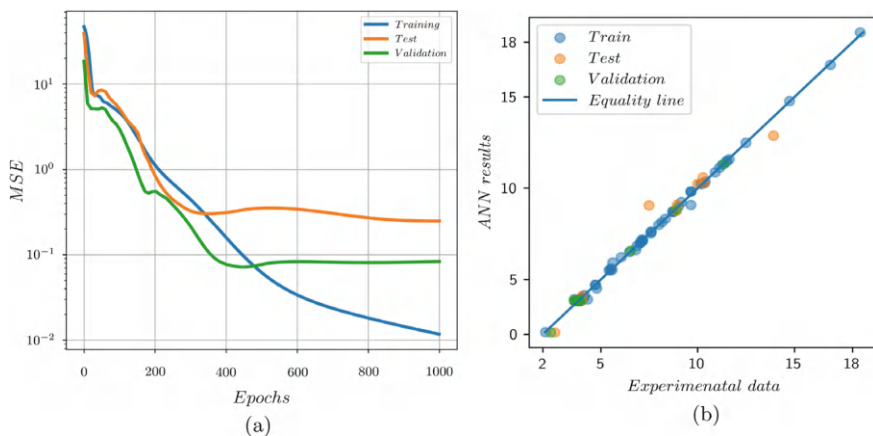 Training
Test
Validation
10^1
10^0
10^{-1}
10^{-2}
MSE
0 200 400 600 800 1000
Epochs
(a)
Train
Test
Validation
Equality line
18
15
10
5
0
ANN results
2 5 10 15 18
Experimenatal data
(b)